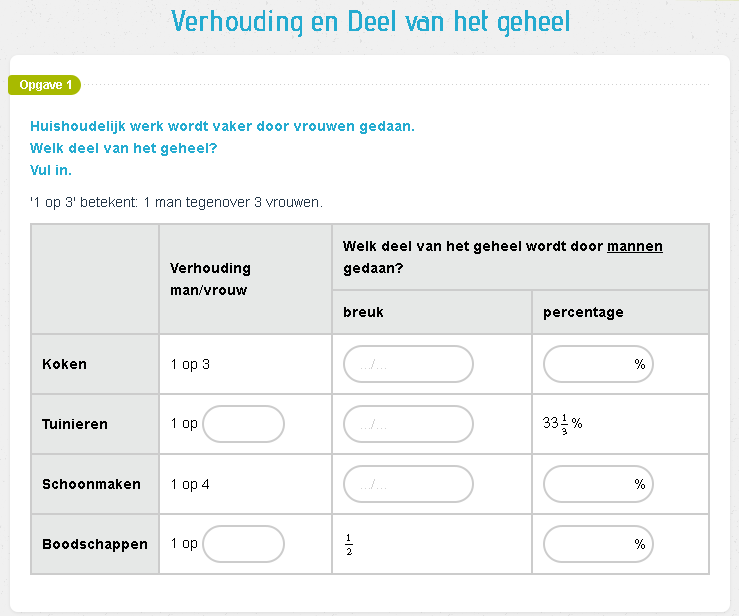 Verhouding en Deel van het geheel
Opgave 1
Huishoudelijk werk wordt vaker door vrouwen gedaan.
Welk deel van het geheel?
Vul in.
'1 op 3' betekent: 1 man tegenover 3 vrouwen.
Verhouding
man/vrouw
Welk deel van het geheel wordt door mannen
gedaan?
breuk percentage
Koken 1 op 3 .../... %
Tuinieren 1 op .../... 33 1/3 %
Schoonmaken 1 op 4 .../... %
Boodschappen 1 op 1/2 %